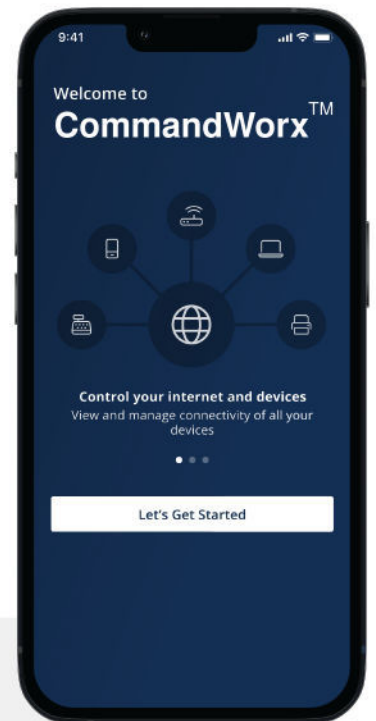 9:41
Welcome to
CommandWorx™
Control your internet and devices
View and manage connectivity of all your
devices
Let's Get Started